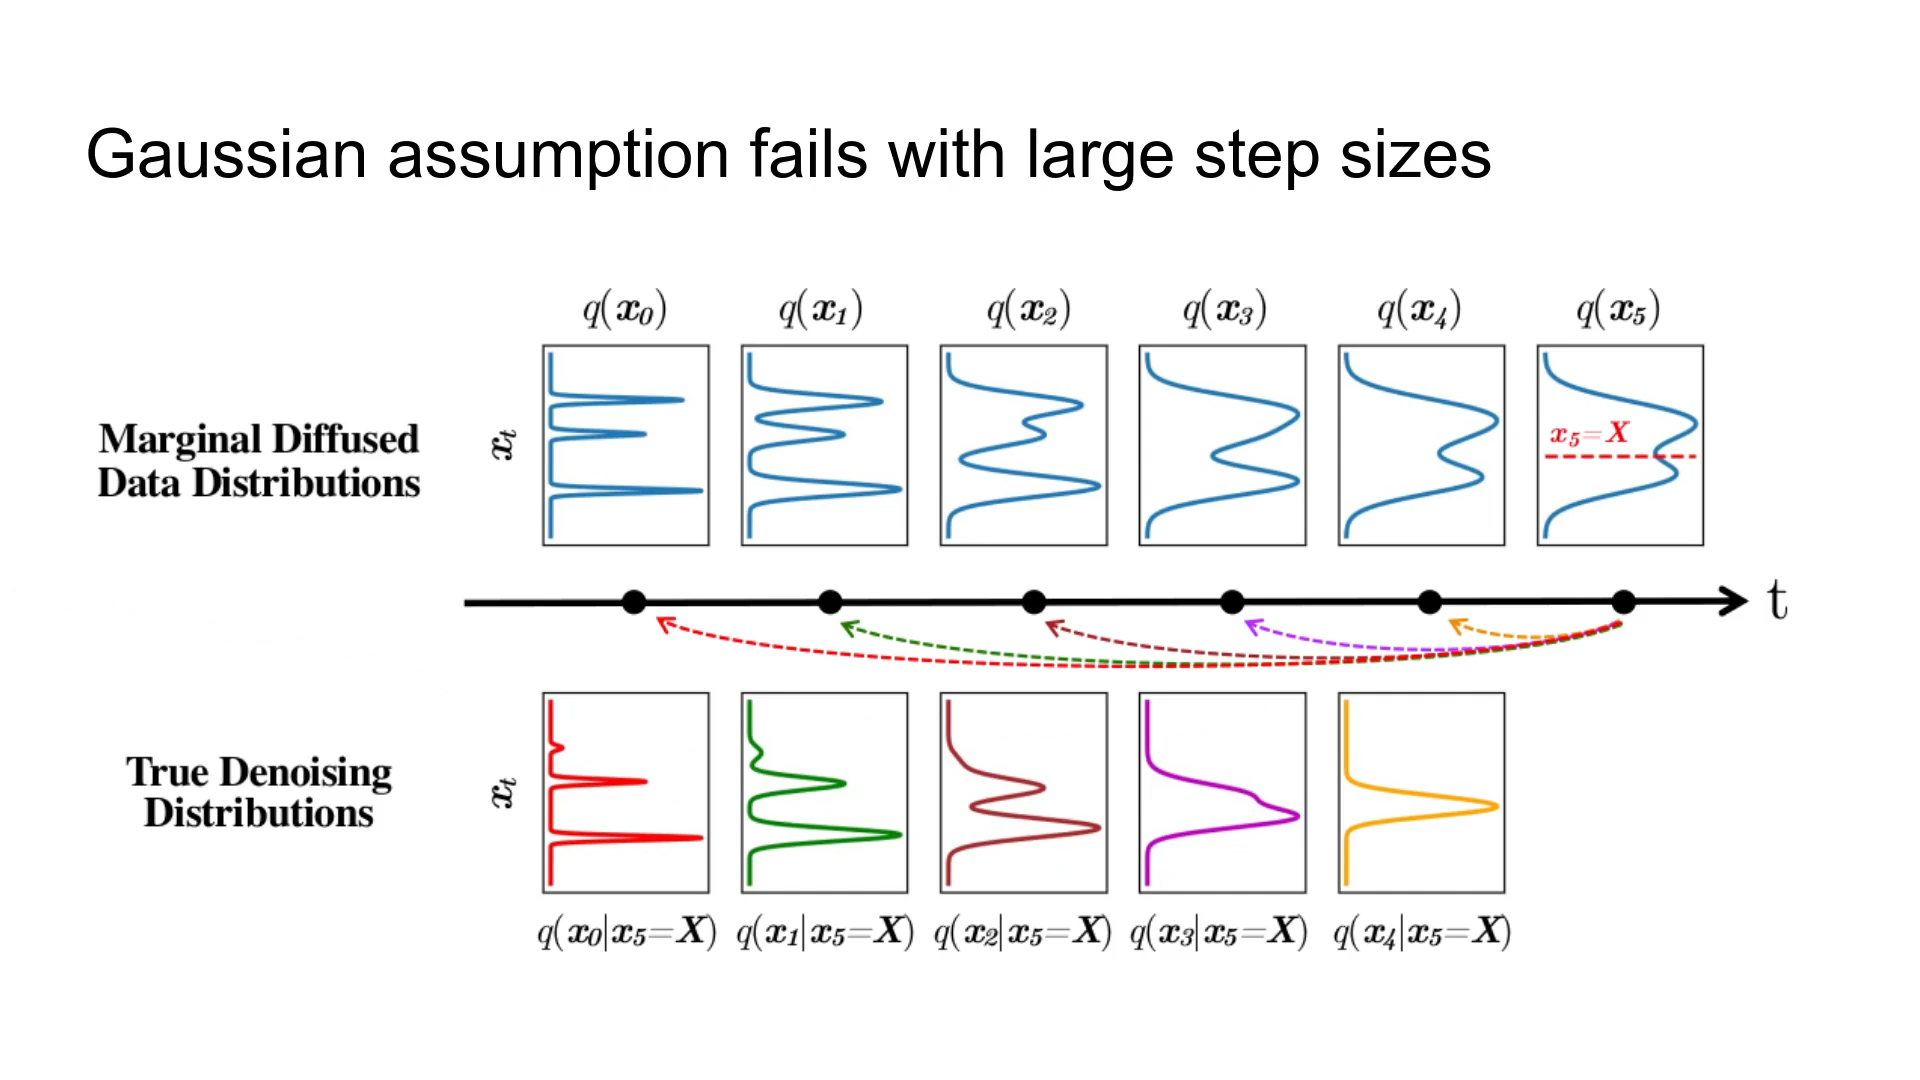 Gaussian assumption fails with large step sizes
q(x₀) q(x₁) q(x₂) q(x₃) q(x₄) q(x₅)
Marginal Diffused
Data Distributions
xₜ
x₅=X
t
True Denoising
Distributions
xₜ
q(x₀|x₅=X) q(x₁|x₅=X) q(x₂|x₅=X) q(x₃|x₅=X) q(x₄|x₅=X)